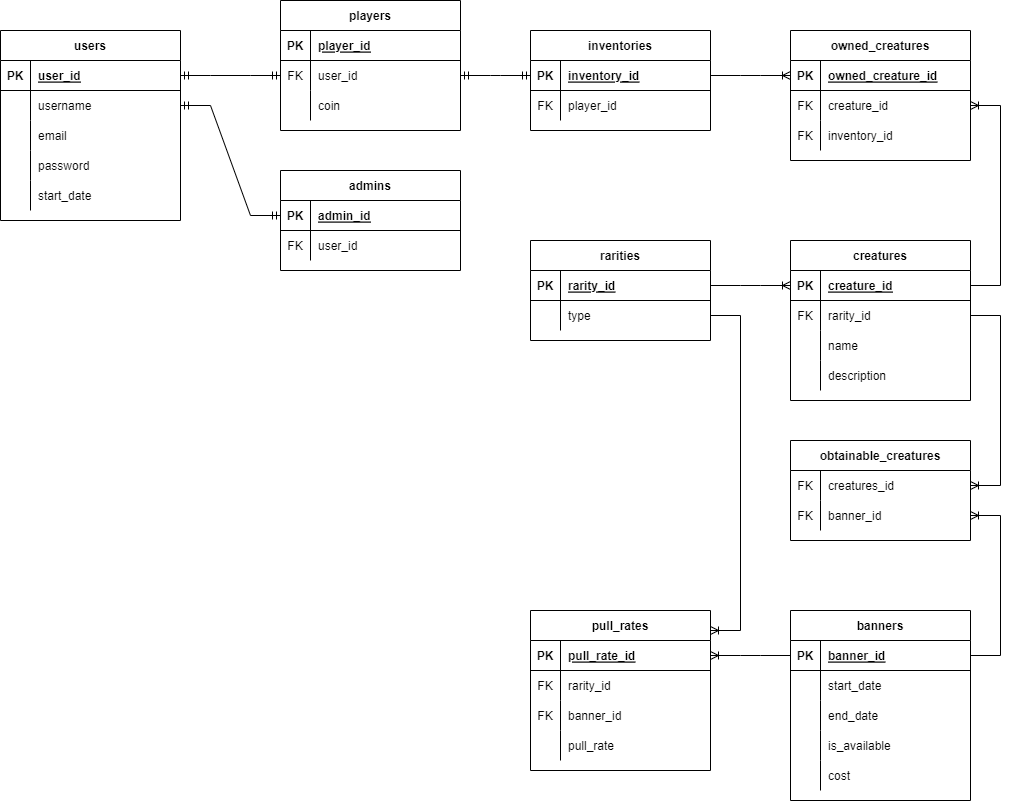 users
PK user_id
username
email
password
start_date
players
PK player_id
FK user_id
coin
admins
PK admin_id
FK user_id
inventories
PK inventory_id
FK player_id
owned_creatures
PK owned_creature_id
FK creature_id
FK inventory_id
rarities
PK rarity_id
type
creatures
PK creature_id
FK rarity_id
name
description
obtainable_creatures
FK creatures_id
FK banner_id
pull_rates
PK pull_rate_id
FK rarity_id
FK banner_id
pull_rate
banners
PK banner_id
start_date
end_date
is_available
cost